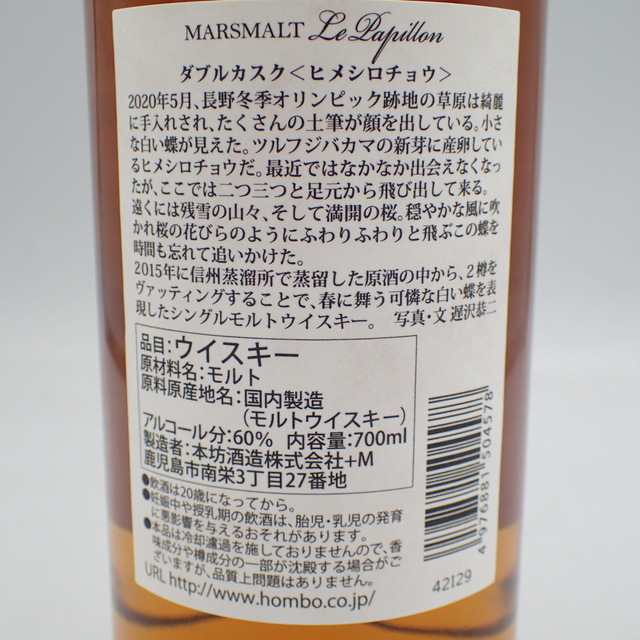 MARSMALT Le Papillon
ダブルカスク＜ヒメシロチョウ＞
2020年5月、長野冬季オリンピック跡地の草原は綺麗
に手入れされ、たくさんの土筆が顔を出している。小さ
な白い蝶が見えた。ツルフジバカマの新芽に産卵してい
るヒメシロチョウだ。最近ではなかなか出会えなくなっ
たが、ここでは二つ三つと足元から飛び出して来る。
遠くには残雪の山々、そして満開の桜。穏やかな風に吹
かれ桜の花びらのようにふわりふわりと飛ぶこの蝶を
時間も忘れて追いかけた。
2015年に信州蒸溜所で蒸留した原酒の中から、2樽を
ヴァッティングすることで、春に舞う可憐な白い蝶を表
現したシングルモルトウイスキー。 写真・文 遅沢恭二
品目：ウイスキー
原材料名：モルト
原料原産地名：国内製造
（モルトウイスキー）
アルコール分：60% 内容量：700ml
製造者：本坊酒造株式会社+M
鹿児島市南栄3丁目27番地
●飲酒は20歳になってから。
●妊娠中や授乳期の飲酒は、胎児・乳児の発育
に悪影響を与えるおそれがあります。
●本品は冷却濾過を施しておりませんので、香
味成分や樽成分の一部が沈殿する場合がご
ざいますが、品質上問題はありません。
URL http://www.hombo.co.jp/
4 976881 504578
42129